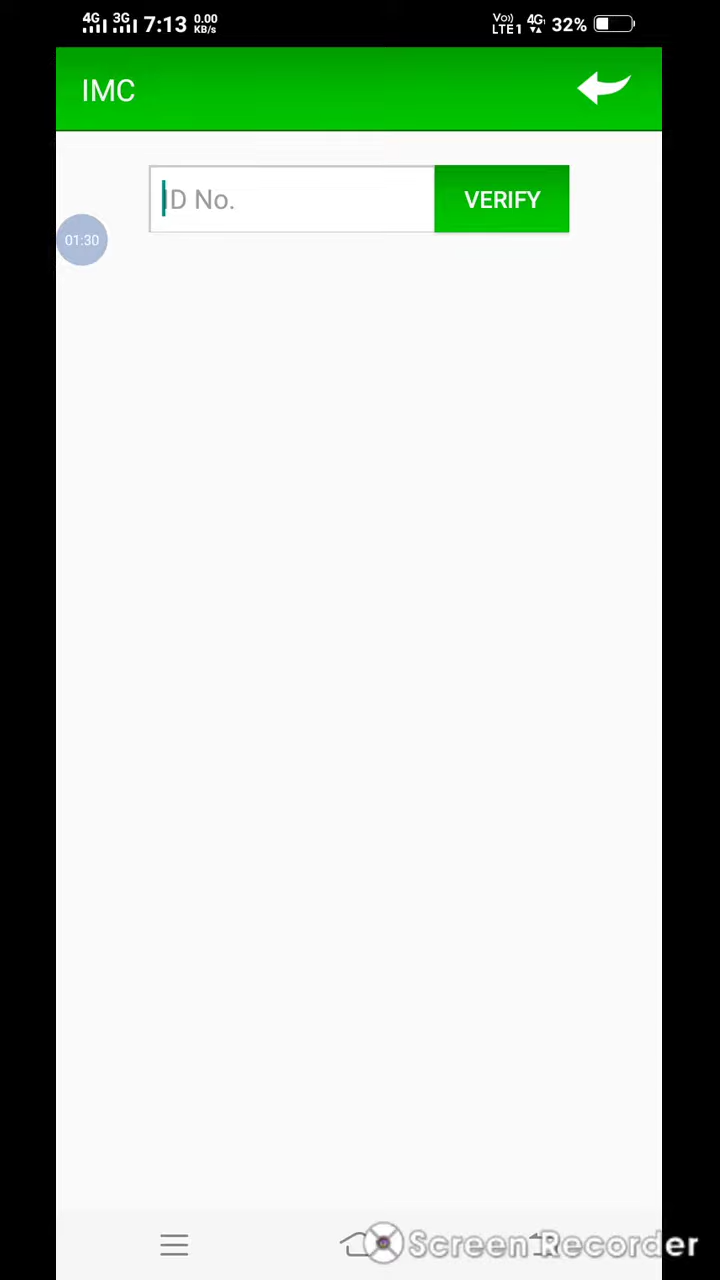 4G 3G 7:13 0.00 KB/s Vo)) LTE1 4G 32%
IMC
ID No. VERIFY
01:30
Screen Recorder